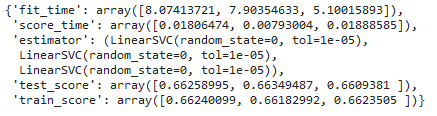 {'fit_time': array([8.07413721, 7.90354633, 5.10015893]),
'score_time': array([0.01806474, 0.00793004, 0.01888585]),
'estimator': (LinearSVC(random_state=0, tol=1e-05),
LinearSVC(random_state=0, tol=1e-05),
LinearSVC(random_state=0, tol=1e-05)),
'test_score': array([0.66258995, 0.66349487, 0.6609381 ]),
'train_score': array([0.66240099, 0.66182992, 0.6623505 ])}